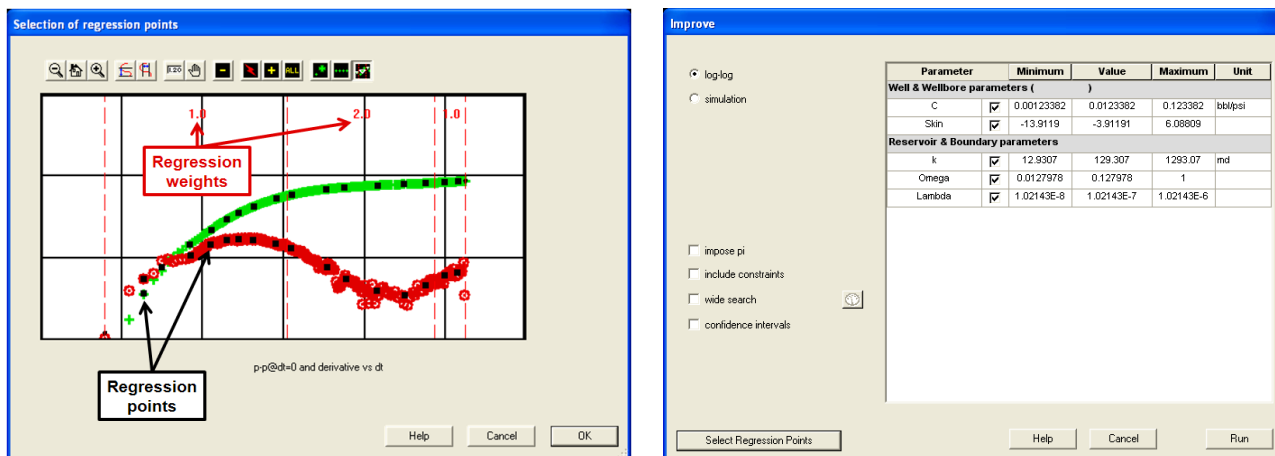 Selection of regression points
1.0
2.0
1.0
Regression
weights
Regression
points
p-p@dt=0 and derivative vs dt
Help
Cancel
OK
Improve
log-log
simulation
Parameter Minimum Value Maximum Unit
Well & Wellbore parameters ( )
C 0.00123382 0.0123382 0.123382 bbl/psi
Skin -13.9119 -3.91191 6.08809
Reservoir & Boundary parameters
k 12.9307 129.307 1293.07 md
Omega 0.0127978 0.127978 1
Lambda 1.02143E-8 1.02143E-7 1.02143E-6
impose pi
include constraints
wide search
confidence intervals
Select Regression Points
Help
Cancel
Run